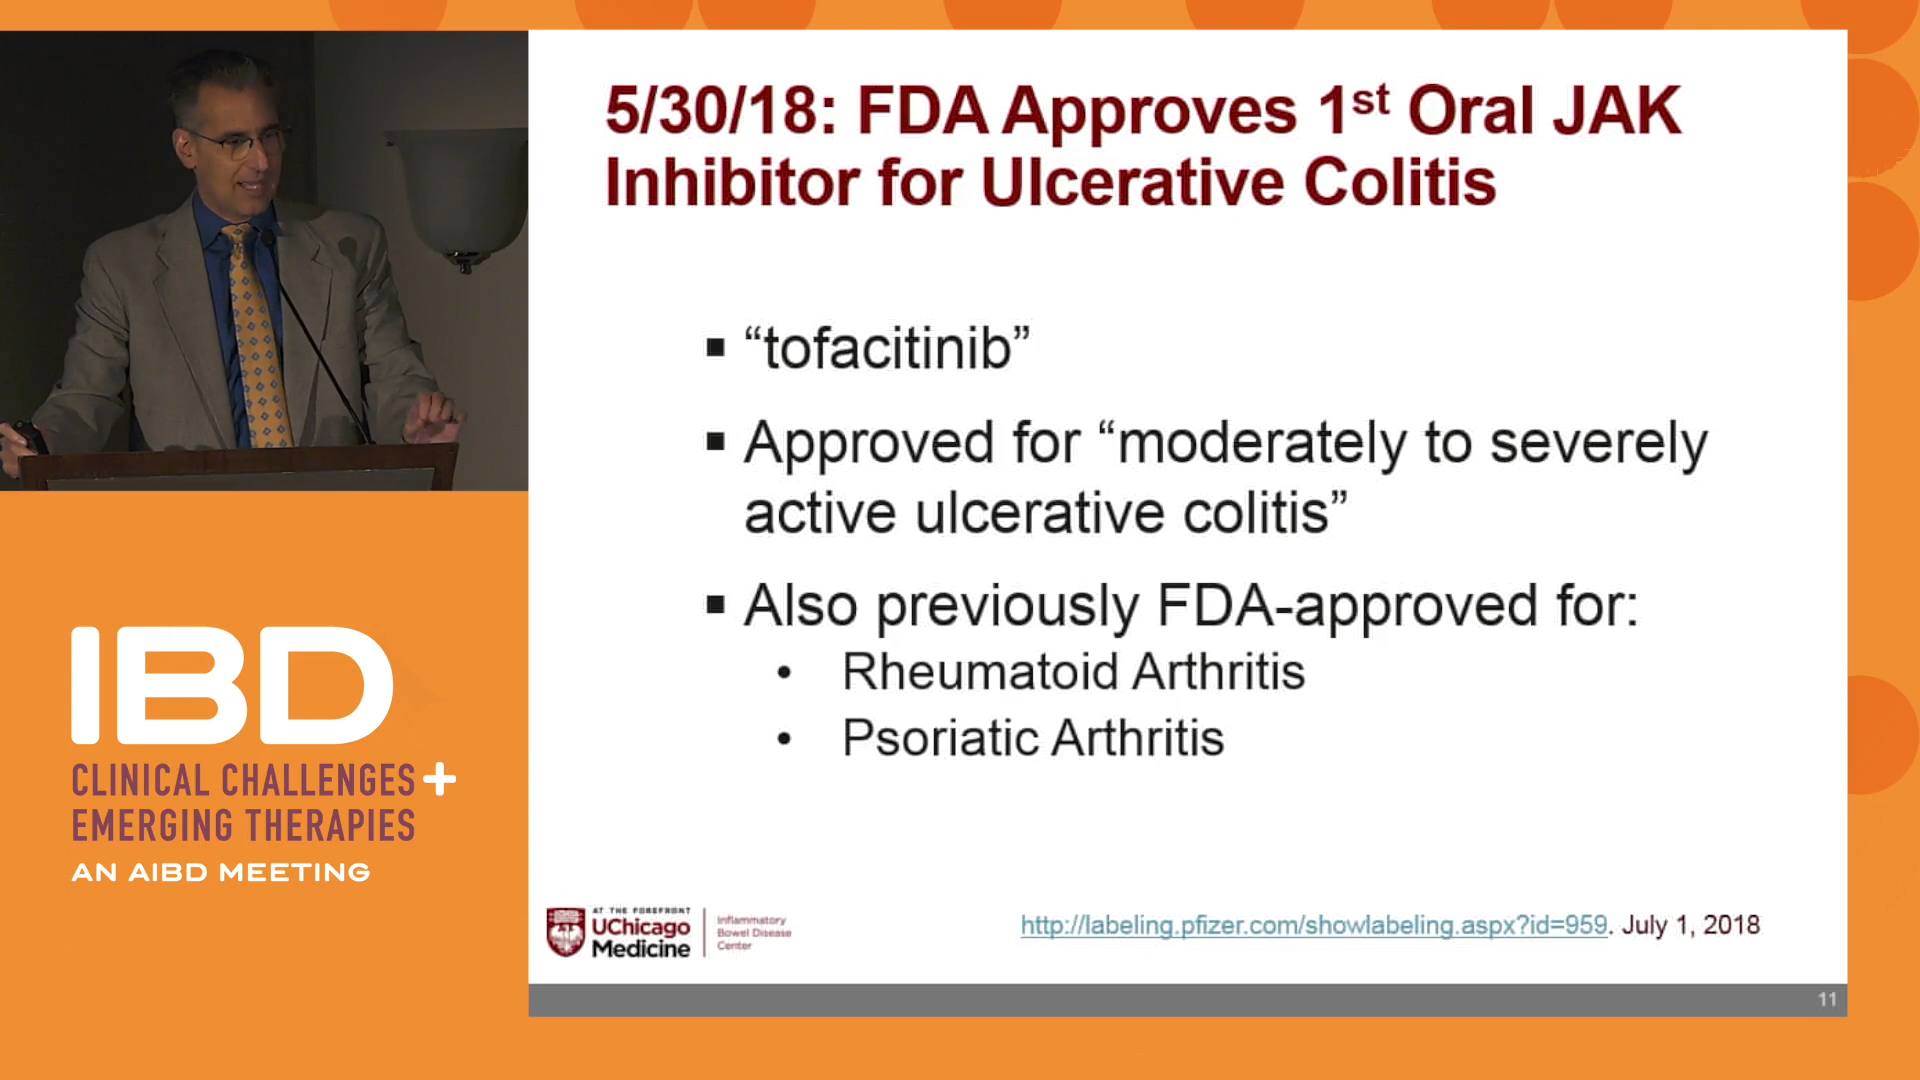 5/30/18: FDA Approves 1st Oral JAK
Inhibitor for Ulcerative Colitis
▪ “tofacitinib”
▪ Approved for “moderately to severely
active ulcerative colitis”
▪ Also previously FDA-approved for:
• Rheumatoid Arthritis
• Psoriatic Arthritis
IBD
CLINICAL CHALLENGES +
EMERGING THERAPIES
AN AIBD MEETING
AT THE FOREFRONT
UChicago
Medicine
Inflammatory
Bowel Disease
Center
http://labeling.pfizer.com/showlabeling.aspx?id=959. July 1, 2018
11